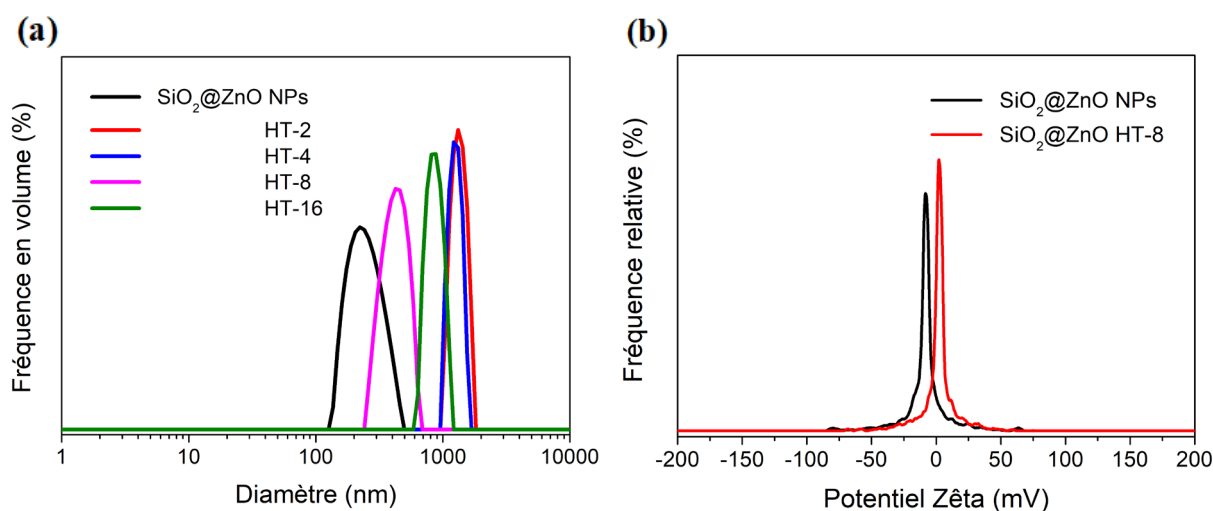 (a)
Fréquence en volume (%)
SiO2@ZnO NPs
HT-2
HT-4
HT-8
HT-16
1 10 100 1000 10000
Diamètre (nm)
(b)
Fréquence relative (%)
SiO2@ZnO NPs
SiO2@ZnO HT-8
-200 -150 -100 -50 0 50 100 150 200
Potentiel Zêta (mV)